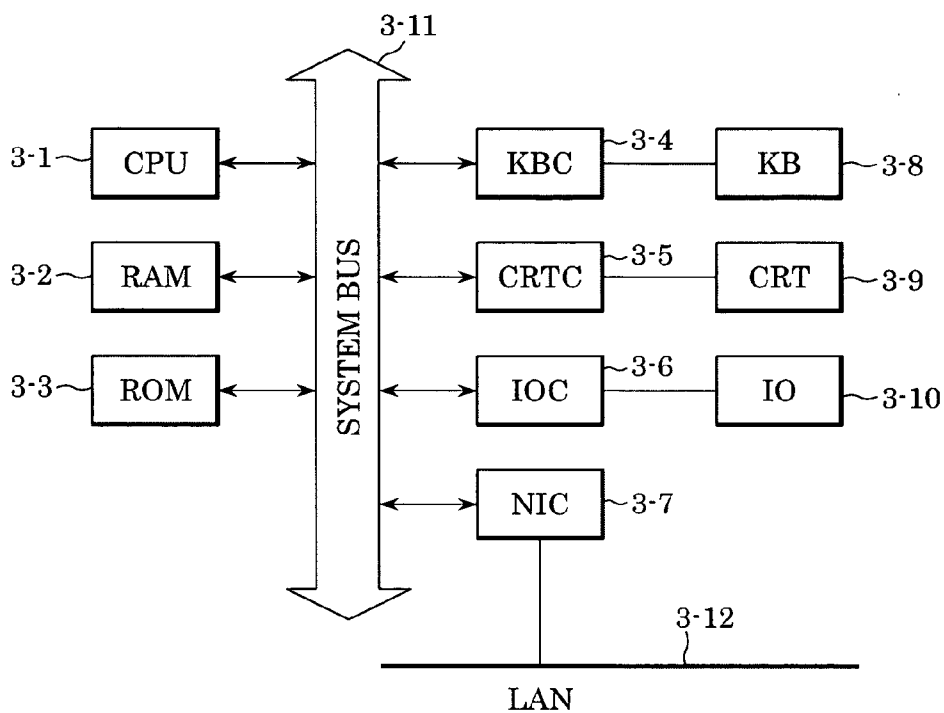 3-11
3-1 CPU KBC 3-4 KB 3-8
3-2 RAM CRTC 3-5 CRT 3-9
3-3 ROM IOC 3-6 IO 3-10
SYSTEM BUS
NIC 3-7
3-12
LAN